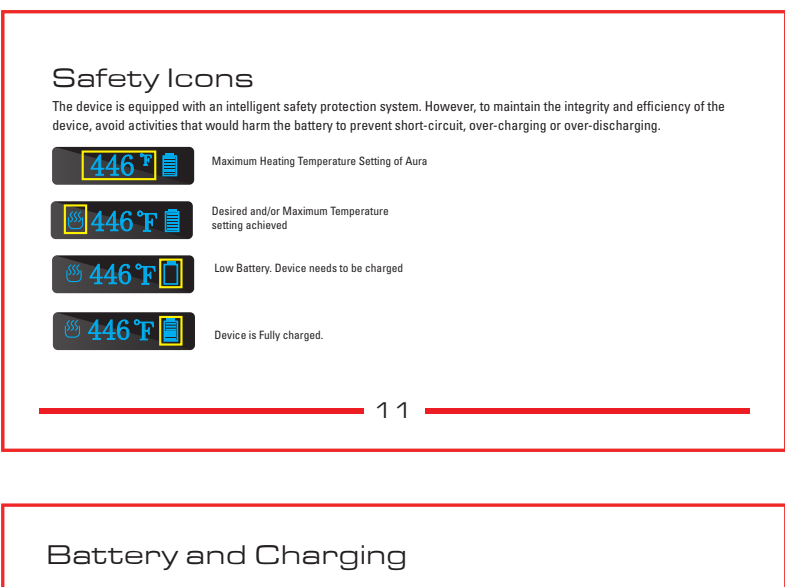 Safety Icons
The device is equipped with an intelligent safety protection system. However, to maintain the integrity and efficiency of the
device, avoid activities that would harm the battery to prevent short-circuit, over-charging or over-discharging.
446 °F
Maximum Heating Temperature Setting of Aura
446 °F
Desired and/or Maximum Temperature
setting achieved
446 °F
Low Battery. Device needs to be charged
446 °F
Device is Fully charged.
11
Battery and Charging